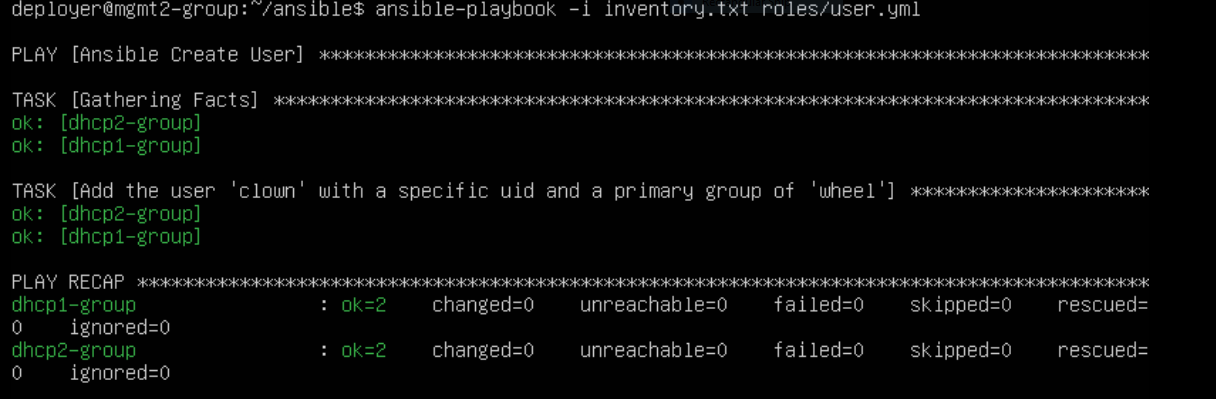 deployer@mgmt2-group:~/ansible$ ansible-playbook -i inventory.txt roles/user.yml
PLAY [Ansible Create User] *************************************************************************
TASK [Gathering Facts] *****************************************************************************
ok: [dhcp2-group]
ok: [dhcp1-group]
TASK [Add the user 'clown' with a specific uid and a primary group of 'wheel'] *********************
ok: [dhcp2-group]
ok: [dhcp1-group]
PLAY RECAP *****************************************************************************************
dhcp1-group                : ok=2    changed=0    unreachable=0    failed=0    skipped=0    rescued=
0    ignored=0
dhcp2-group                : ok=2    changed=0    unreachable=0    failed=0    skipped=0    rescued=
0    ignored=0